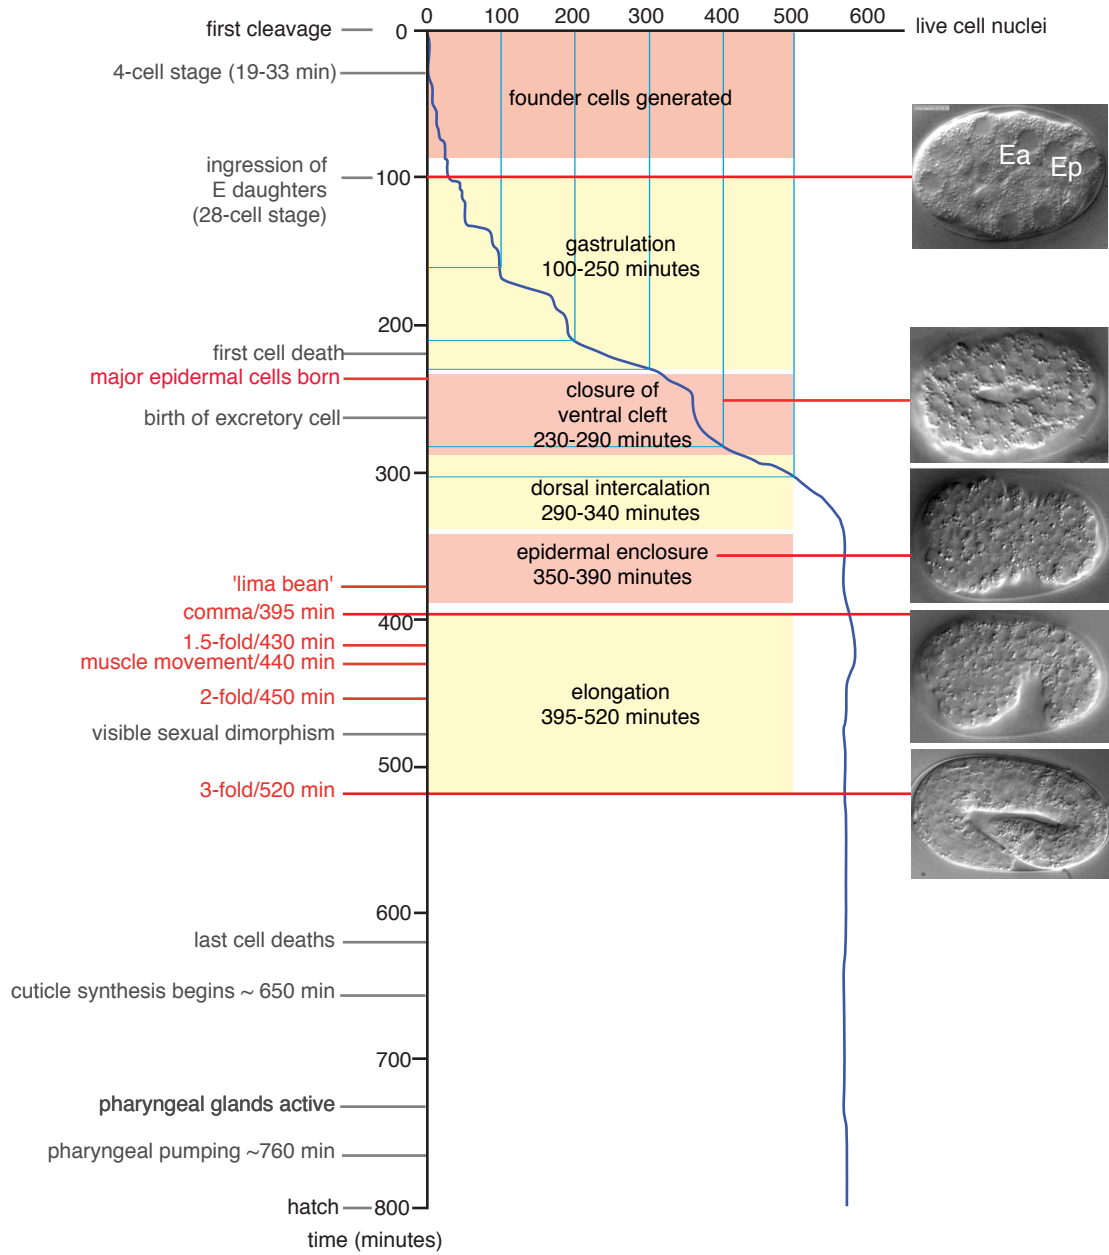 0 100 200 300 400 500 600
live cell nuclei
first cleavage
0
4-cell stage (19-33 min)
founder cells generated
Ea
Ep
ingression of
E daughters
(28-cell stage)
100
gastrulation
100-250 minutes
200
first cell death
major epidermal cells born
birth of excretory cell
closure of
ventral cleft
230-290 minutes
300
dorsal intercalation
290-340 minutes
epidermal enclosure
350-390 minutes
'lima bean'
comma/395 min
400
1.5-fold/430 min
muscle movement/440 min
2-fold/450 min
visible sexual dimorphism
elongation
395-520 minutes
500
3-fold/520 min
600
last cell deaths
cuticle synthesis begins ~ 650 min
700
pharyngeal glands active
pharyngeal pumping ~760 min
hatch
800
time (minutes)